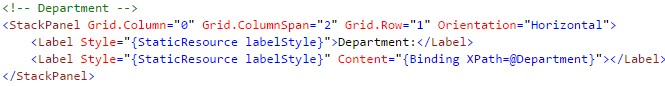 <!-- Department -->
<StackPanel Grid.Column="0" Grid.ColumnSpan="2" Grid.Row="1" Orientation="Horizontal">
    <Label Style="{StaticResource labelStyle}">Department:</Label>
    <Label Style="{StaticResource labelStyle}" Content="{Binding XPath=@Department}"></Label>
</StackPanel>